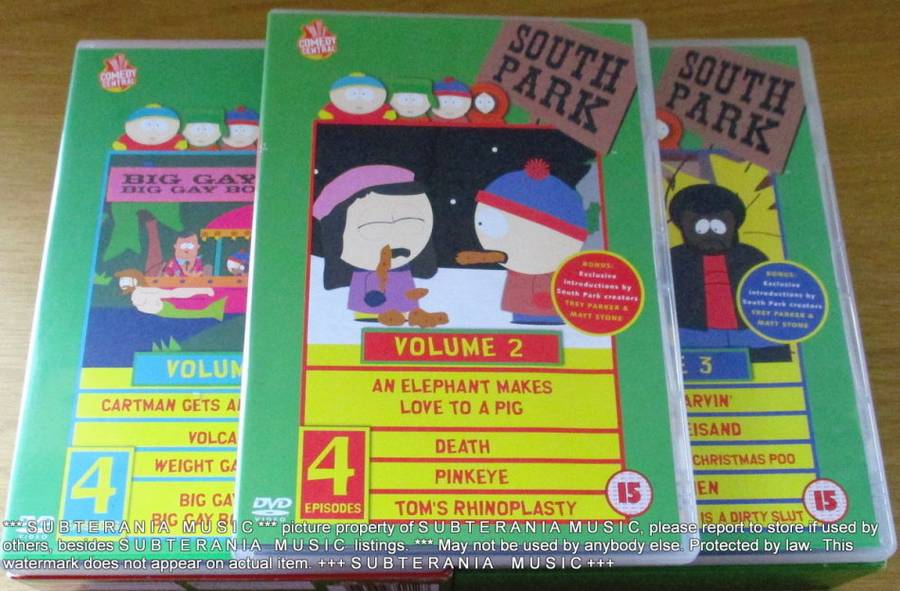 COMEDY CENTRAL
BIG GAY
BIG GAY BO
VOLUM
CARTMAN GETS A
VOLCA
WEIGHT GA
BIG GAY
BIG GAY BO
4
DVD
VIDEO
COMEDY
CENTRAL
SOUTH
PARK
BONUS:
Exclusive
introductions by
South Park creators
TREY PARKER &
MATT STONE
VOLUME 2
AN ELEPHANT MAKES
LOVE TO A PIG
DEATH
PINKEYE
TOM'S RHINOPLASTY
4
EPISODES
DVD
VIDEO
15
SOUTH
PARK
BONUS:
Exclusive
introductions by
South Park creators
TREY PARKER &
MATT STONE
E 3
ARVIN'
EISAND
CHRISTMAS POO
EN
IS A DIRTY SLUT
15
*** S U B T E R A N I A M U S I C *** picture property of S U B T E R A N I A M U S I C, please report to store if used by
others, besides S U B T E R A N I A M U S I C listings. *** May not be used by anybody else. Protected by law. This
watermark does not appear on actual item. +++ S U B T E R A N I A M U S I C +++